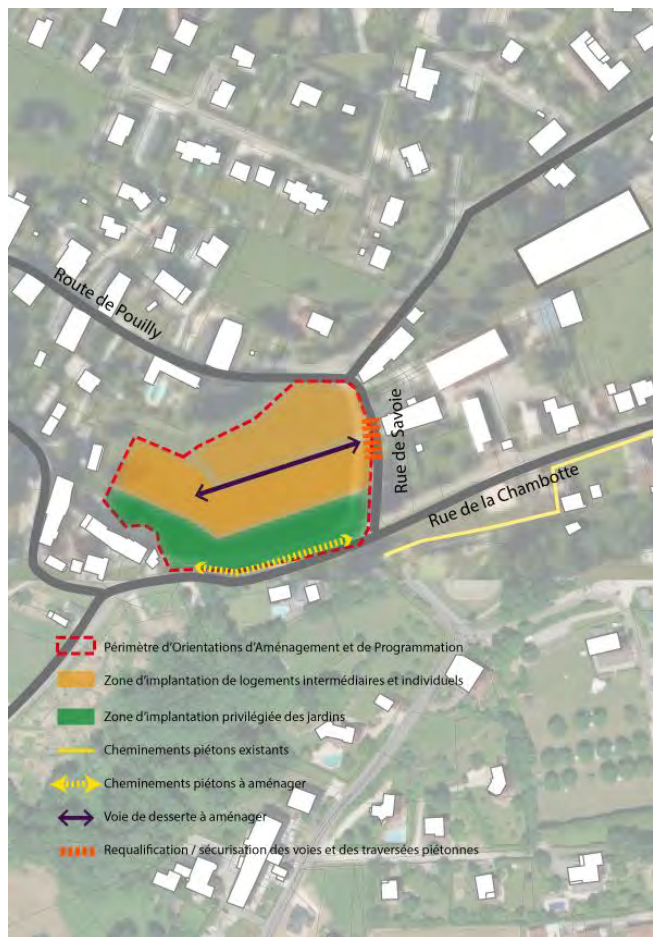 Route de Pouilly
Rue de Savoie
Rue de la Chambotte
Périmètre d'Orientations d'Aménagement et de Programmation
Zone d'implantation de logements intermédiaires et individuels
Zone d'implantation privilégiée des jardins
Cheminements piétons existants
Cheminements piétons à aménager
Voie de desserte à aménager
Requalification / sécurisation des voies et des traversées piétonnes